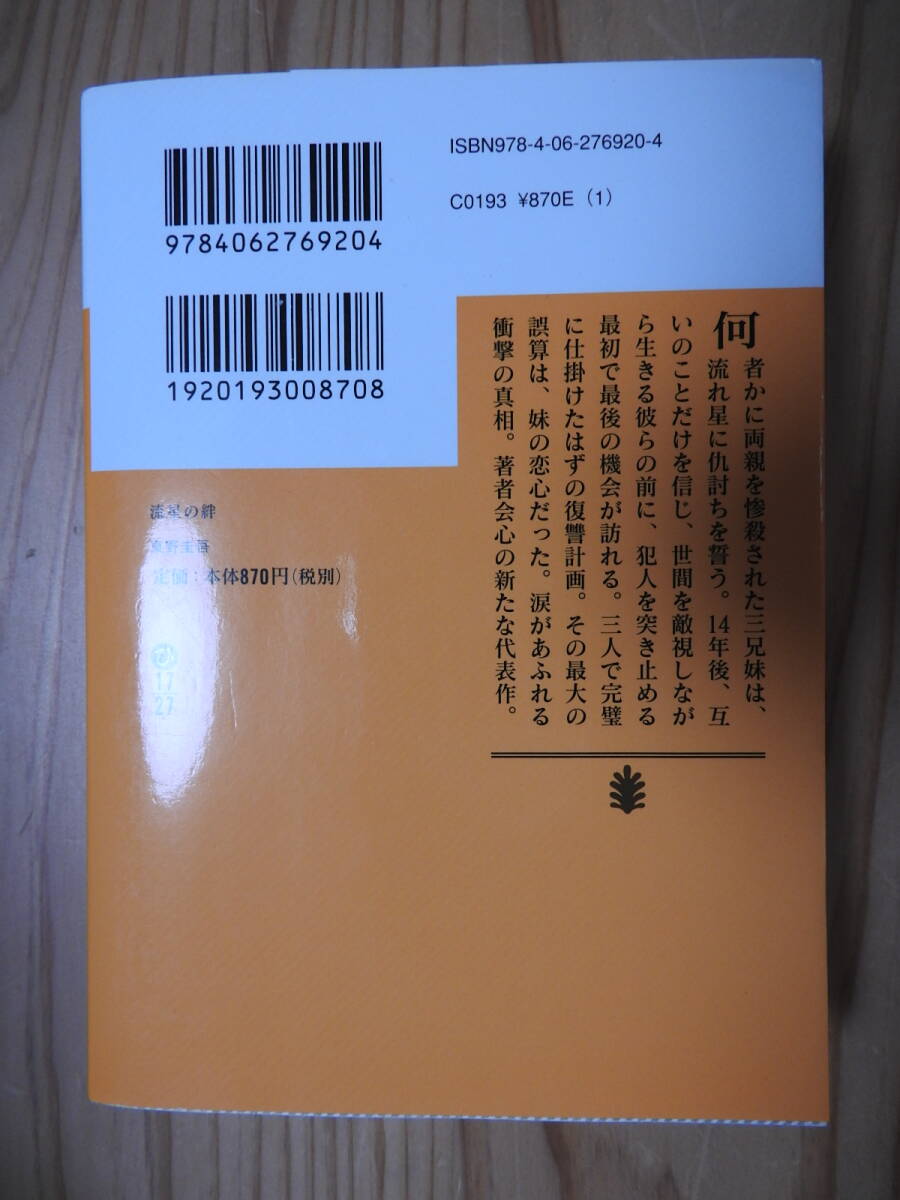 ISBN978-4-06-276920-4
C0193 ¥870E（1）
9784062769204
1920193008708
何者かに両親を惨殺された三兄妹は、
流れ星に仇討ちを誓う。14年後、互
いのことだけを信じ、世間を敵視しなが
ら生きる彼らの前に、犯人を突き止める
最初で最後の機会が訪れる。三人で完璧
に仕掛けたはずの復讐計画。その最大の
誤算は、妹の恋心だった。涙があふれる
衝撃の真相。著者会心の新たな代表作。
流星の絆
東野圭吾
定価：本体870円（税別）
ひ
17
27